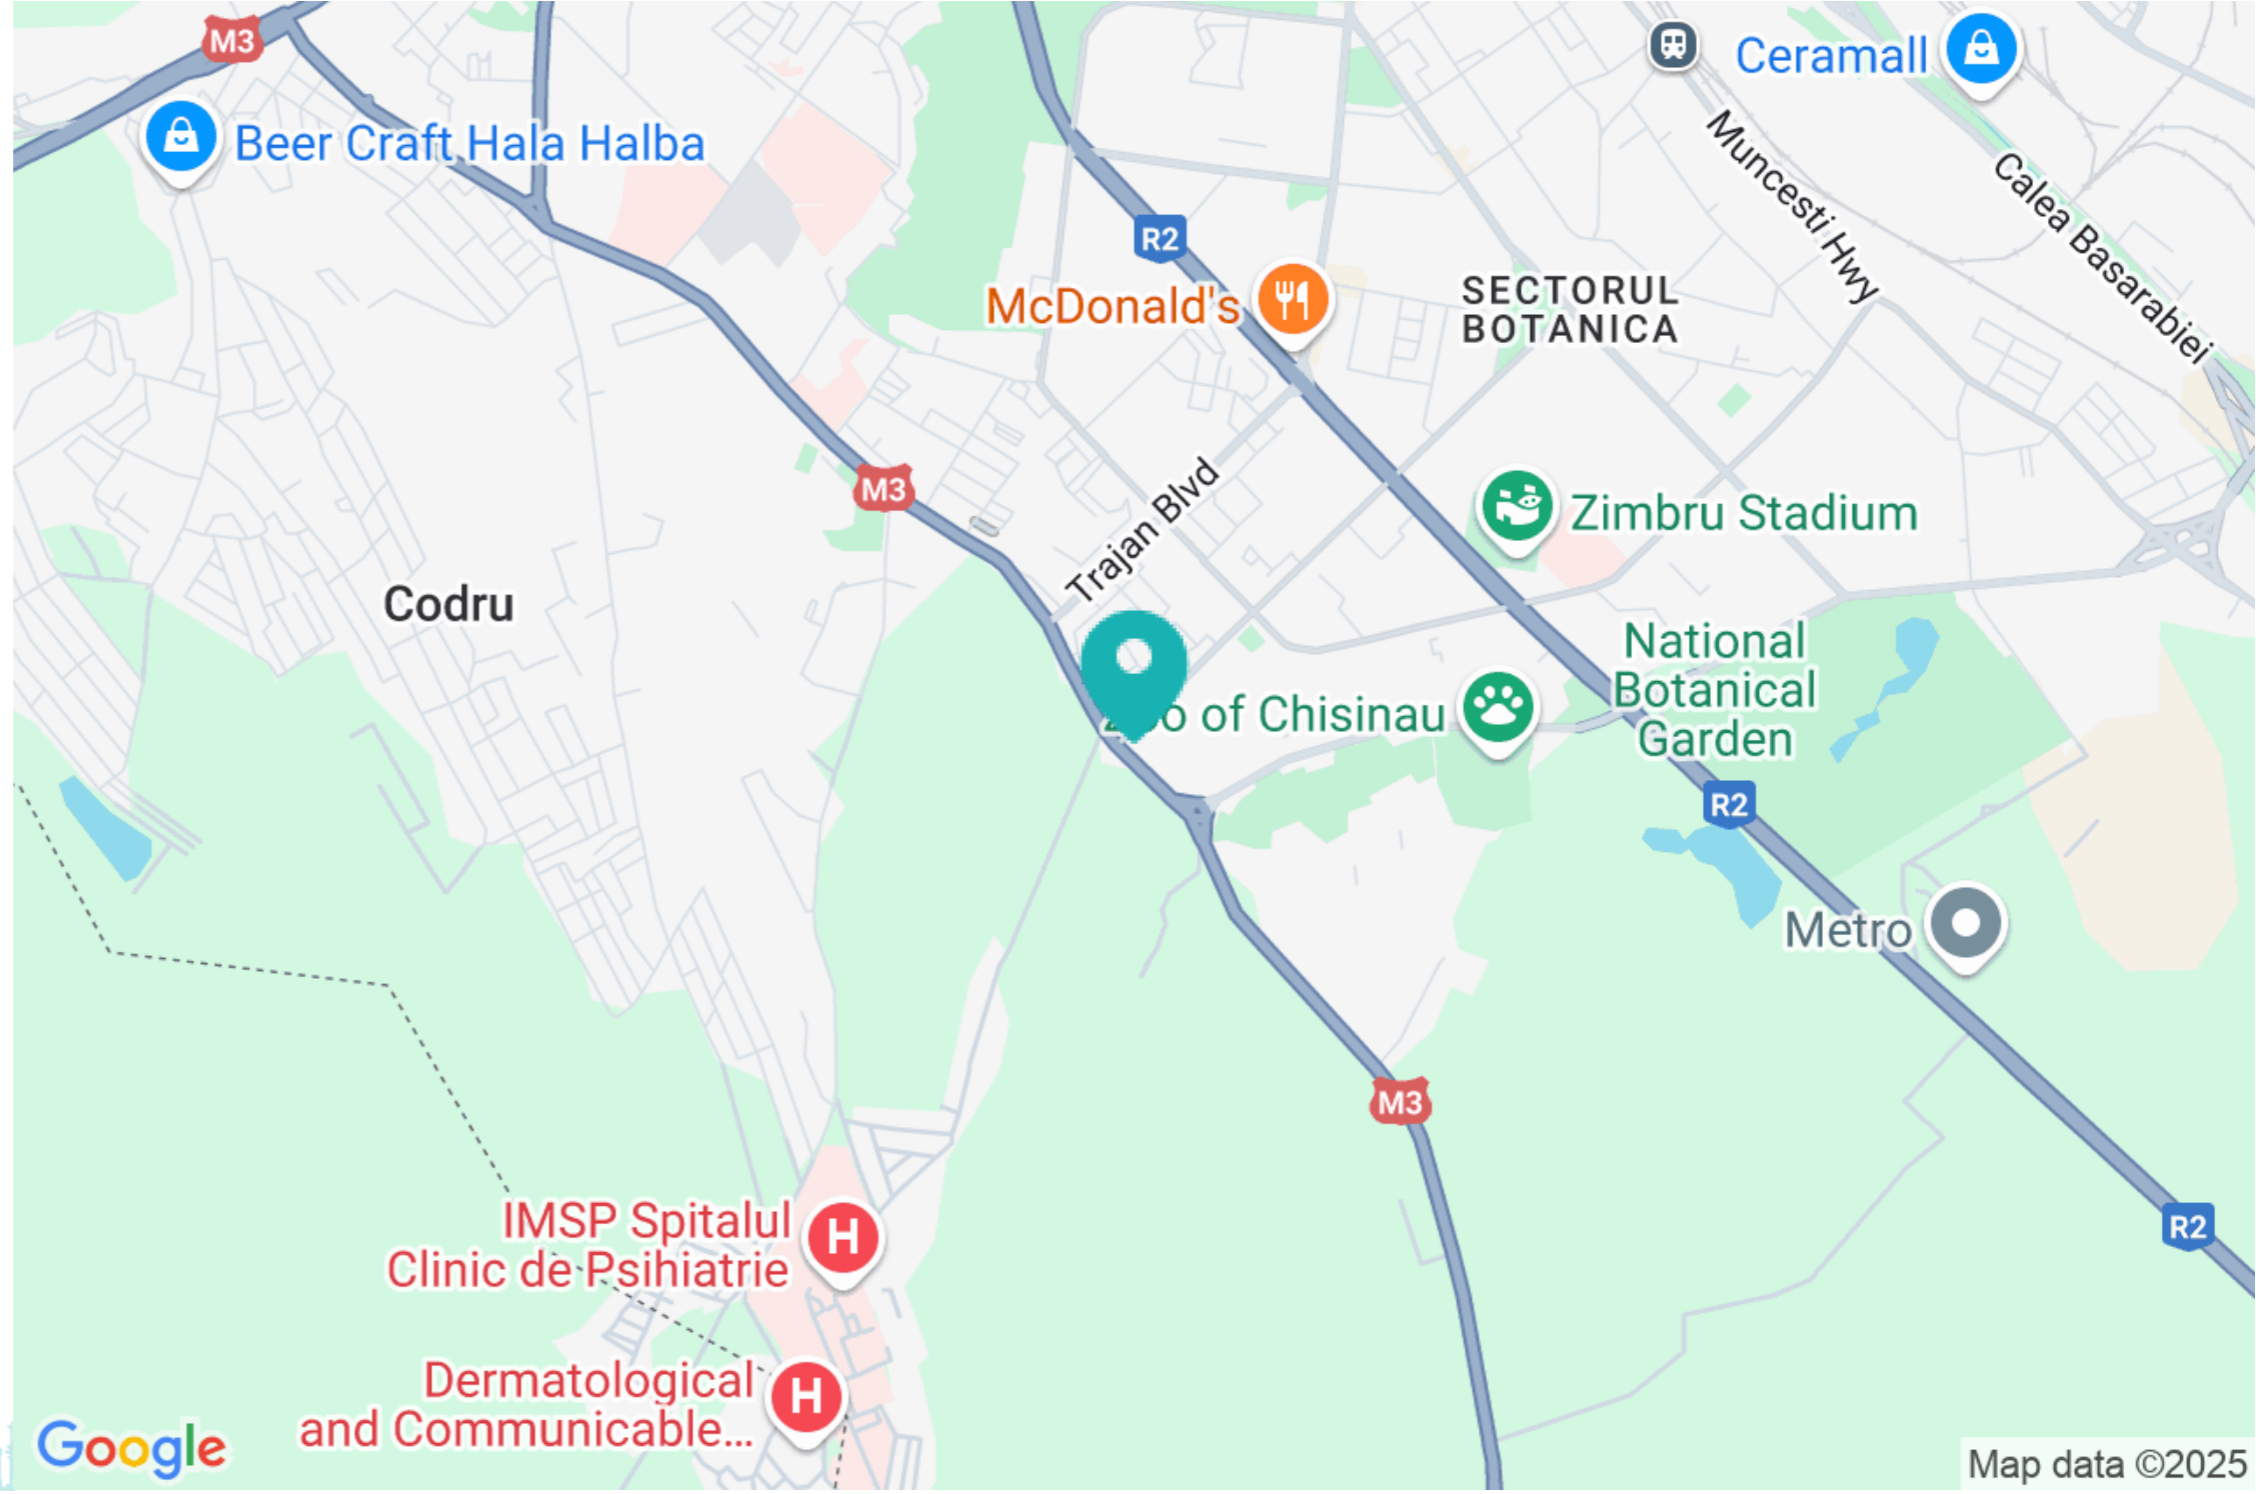 M3
Ceramall
Beer Craft Hala Halba
Muncesti Hwy
Calea Basarabiei
R2
McDonald's
SECTORUL
BOTANICA
M3
Trajan Blvd
Zimbru Stadium
Codru
National
Botanical
Garden
Zoo of Chisinau
R2
Metro
M3
IMSP Spitalul
Clinic de Psihiatrie
H
R2
Dermatological
and Communicable...
H
Google
Map data ©2025